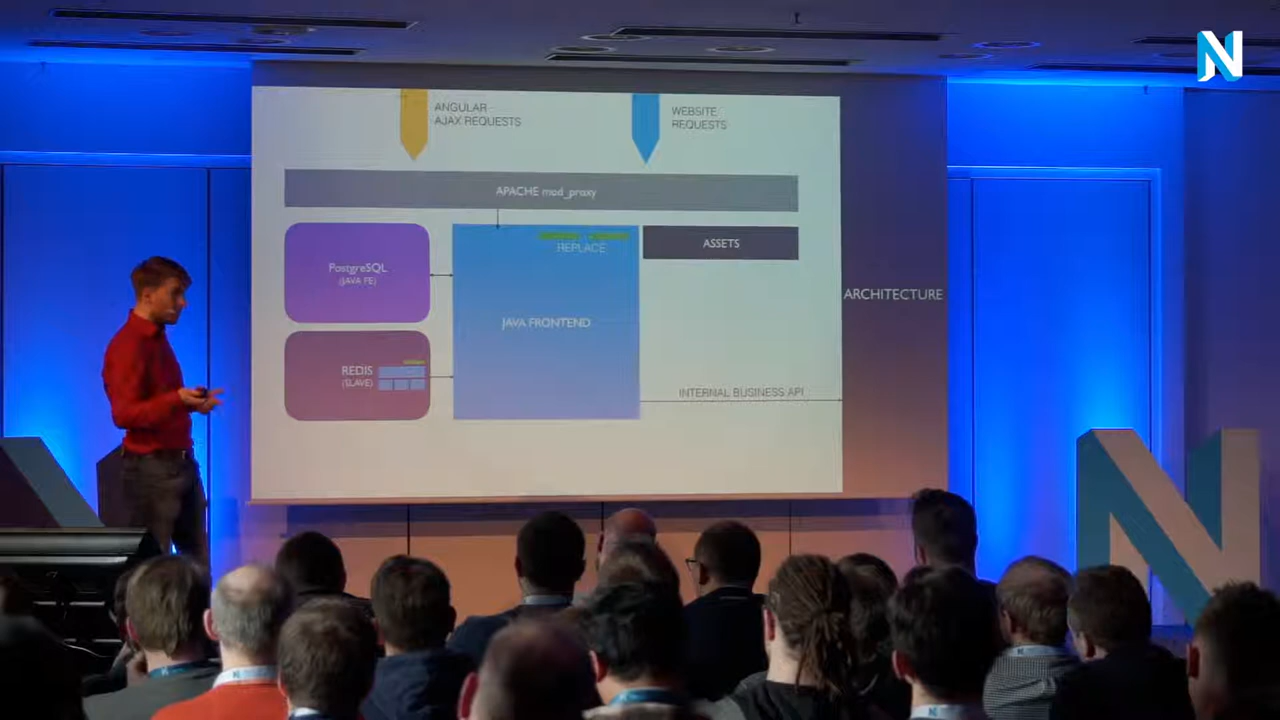 N
ANGULAR
AJAX REQUESTS
WEBSITE
REQUESTS
APACHE mod_proxy
PostgreSQL
(JAVA FE)
REPLACE
ASSETS
JAVA FRONTEND
ARCHITECTURE
REDIS
(SLAVE)
INTERNAL BUSINESS API
N